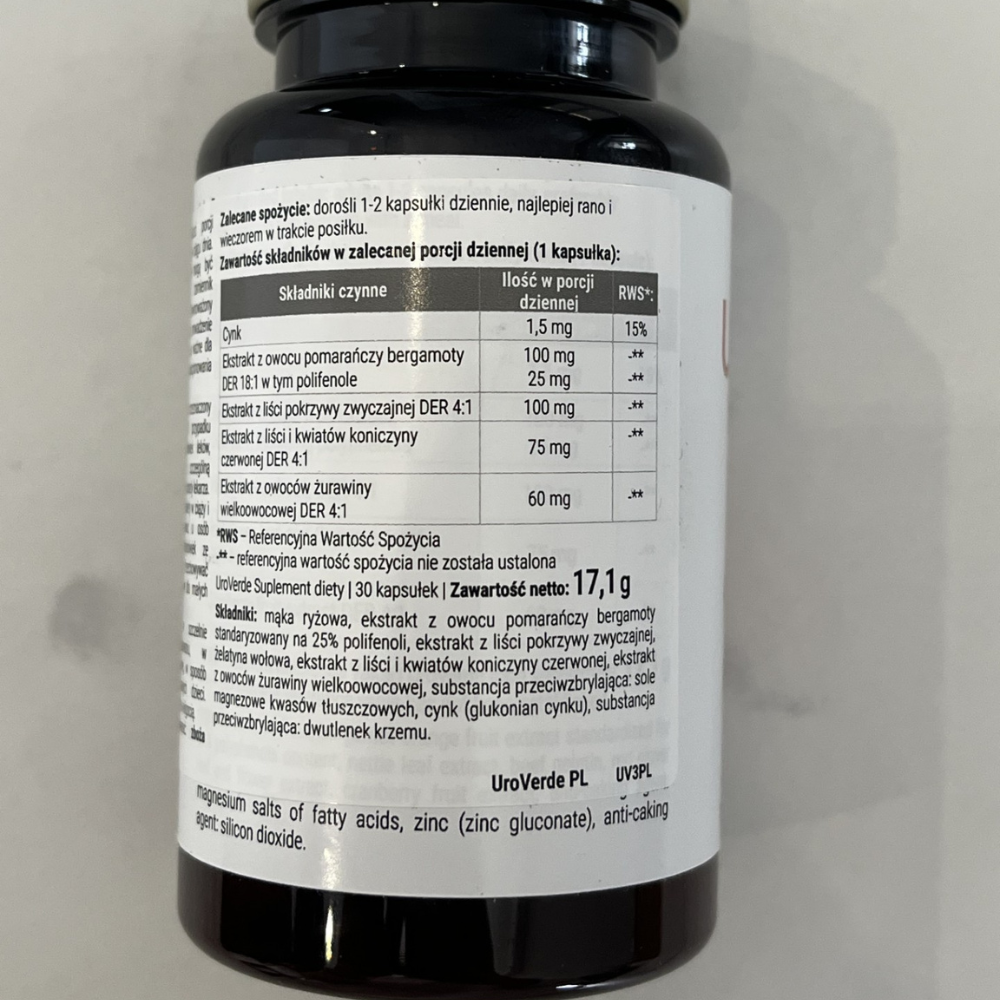 Zalecane spożycie: dorośli 1-2 kapsułki dziennie, najlepiej rano i
wieczorem w trakcie posiłku.
Zawartość składników w zalecanej porcji dziennej (1 kapsułka):
Składniki czynne Ilość w porcji dziennej RWS*:
Cynk 1,5 mg 15%
Ekstrakt z owocu pomarańczy bergamoty 100 mg -**
DER 18:1 w tym polifenole 25 mg -**
Ekstrakt z liści pokrzywy zwyczajnej DER 4:1 100 mg -**
Ekstrakt z liści i kwiatów koniczyny
czerwonej DER 4:1 75 mg -**
Ekstrakt z owoców żurawiny
wielkoowocowej DER 4:1 60 mg -**
*RWS – Referencyjna Wartość Spożycia
-** – referencyjna wartość spożycia nie została ustalona
UroVerde Suplement diety | 30 kapsułek | Zawartość netto: 17,1 g
Składniki: mąka ryżowa, ekstrakt z owocu pomarańczy bergamoty
standaryzowany na 25% polifenoli, ekstrakt z liści pokrzywy zwyczajnej,
żelatyna wołowa, ekstrakt z liści i kwiatów koniczyny czerwonej, ekstrakt
z owoców żurawiny wielkoowocowej, substancja przeciwzbrylająca: sole
magnezowe kwasów tłuszczowych, cynk (glukonian cynku), substancja
przeciwzbrylająca: dwutlenek krzemu.
UroVerde PL UV3PL
magnesium salts of fatty acids, zinc (zinc gluconate), anti-caking
agent: silicon dioxide.